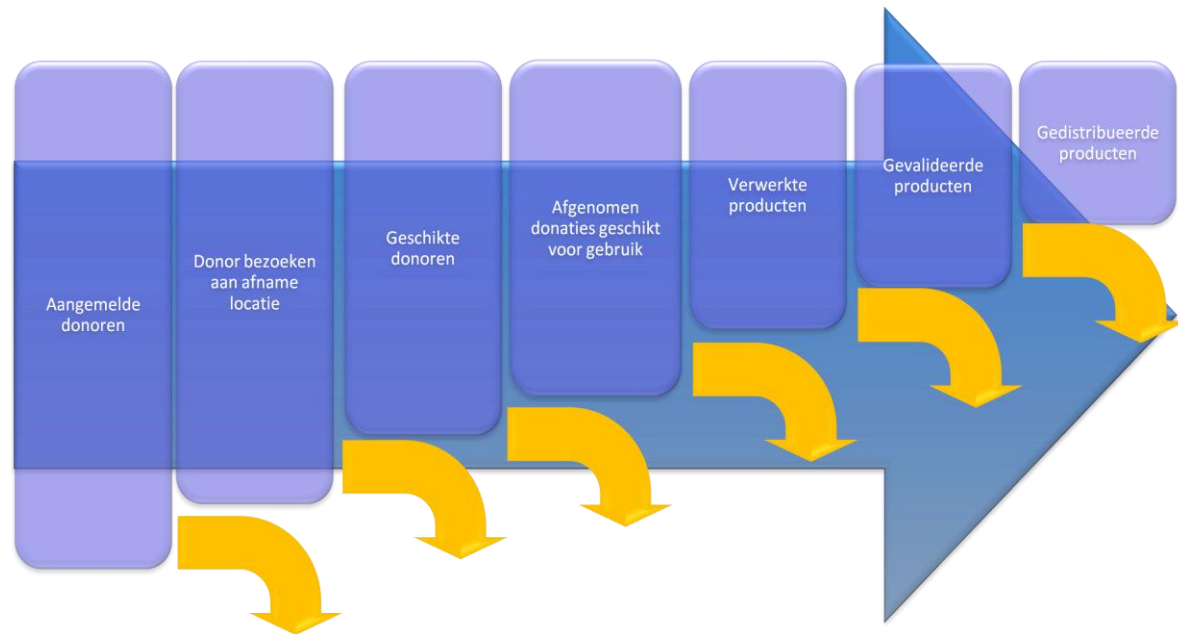 Aangemelde
donoren
Donor bezoeken
aan afname
locatie
Geschikte
donoren
Afgenomen
donaties geschikt
voor gebruik
Verwerkte
producten
Gevalideerde
producten
Gedistribueerde
producten